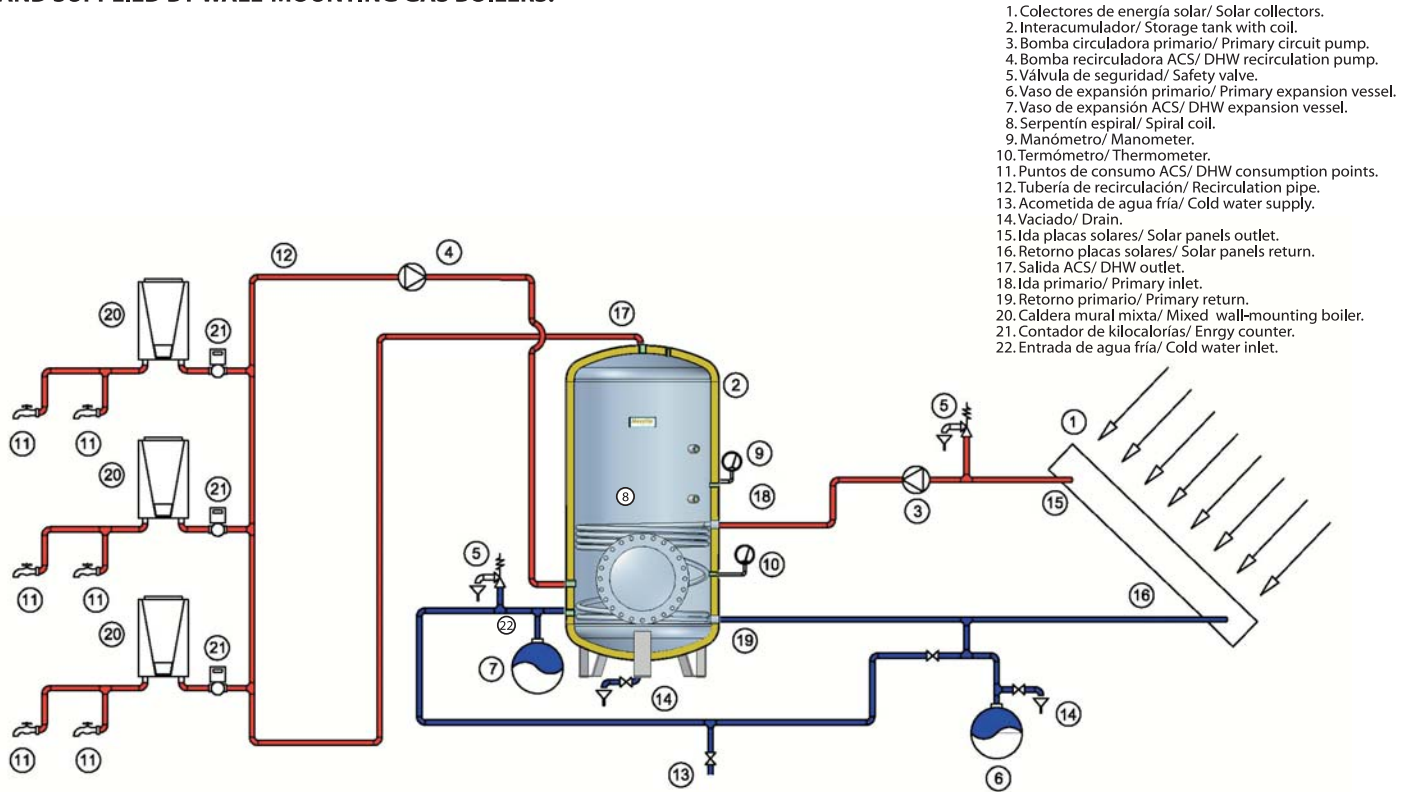 AND SUPPLIED BY WALL-MOUNTING GAS BOILERS.
1. Colectores de energía solar/ Solar collectors.
2. Interacumulador/ Storage tank with coil.
3. Bomba circuladora primario/ Primary circuit pump.
4. Bomba recirculadora ACS/ DHW recirculation pump.
5. Válvula de seguridad/ Safety valve.
6. Vaso de expansión primario/ Primary expansion vessel.
7. Vaso de expansión ACS/ DHW expansion vessel.
8. Serpentín espiral/ Spiral coil.
9. Manómetro/ Manometer.
10. Termómetro/ Thermometer.
11. Puntos de consumo ACS/ DHW consumption points.
12. Tubería de recirculación/ Recirculation pipe.
13. Acometida de agua fría/ Cold water supply.
14. Vaciado/ Drain.
15. Ida placas solares/ Solar panels outlet.
16. Retorno placas solares/ Solar panels return.
17. Salida ACS/ DHW outlet.
18. Ida primario/ Primary inlet.
19. Retorno primario/ Primary return.
20. Caldera mural mixta/ Mixed wall-mounting boiler.
21. Contador de kilocalorías/ Enrgy counter.
22. Entrada de agua fría/ Cold water inlet.
12
4
20
21
17
2
5
1
11
11
9
20
21
8
18
3
15
5
10
11
11
22
16
20
21
7
19
14
14
11
11
13
6